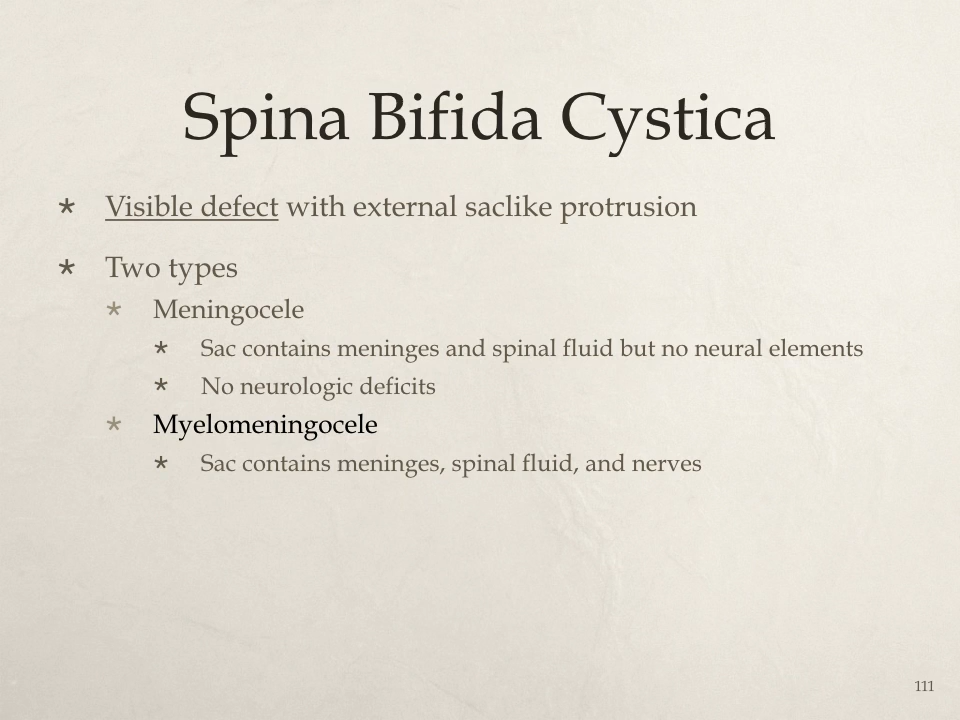 Spina Bifida Cystica
* Visible defect with external saclike protrusion
* Two types
* Meningocele
* Sac contains meninges and spinal fluid but no neural elements
* No neurologic deficits
* Myelomeningocele
* Sac contains meninges, spinal fluid, and nerves
111